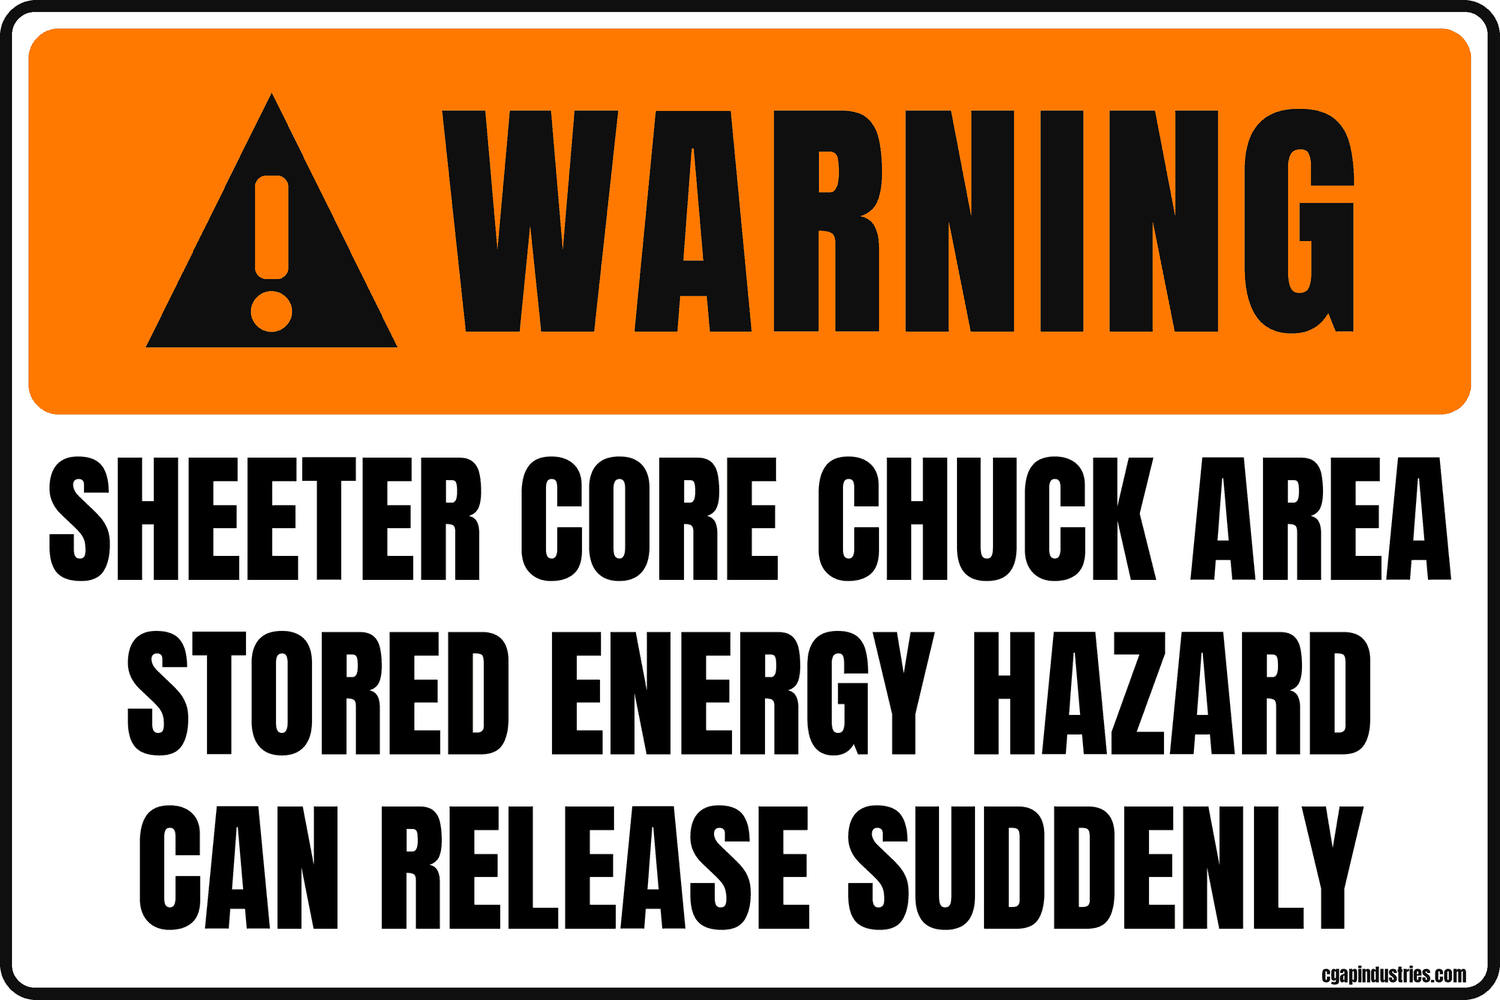 WARNING
SHEETER CORE CHUCK AREA
STORED ENERGY HAZARD
CAN RELEASE SUDDENLY
cgapindustries.com